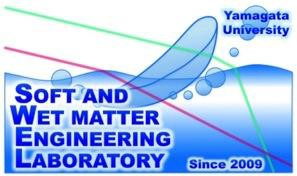 Yamagata
University
SOFT AND
WET MATTER
ENGINEERING
LABORATORY
Since 2009